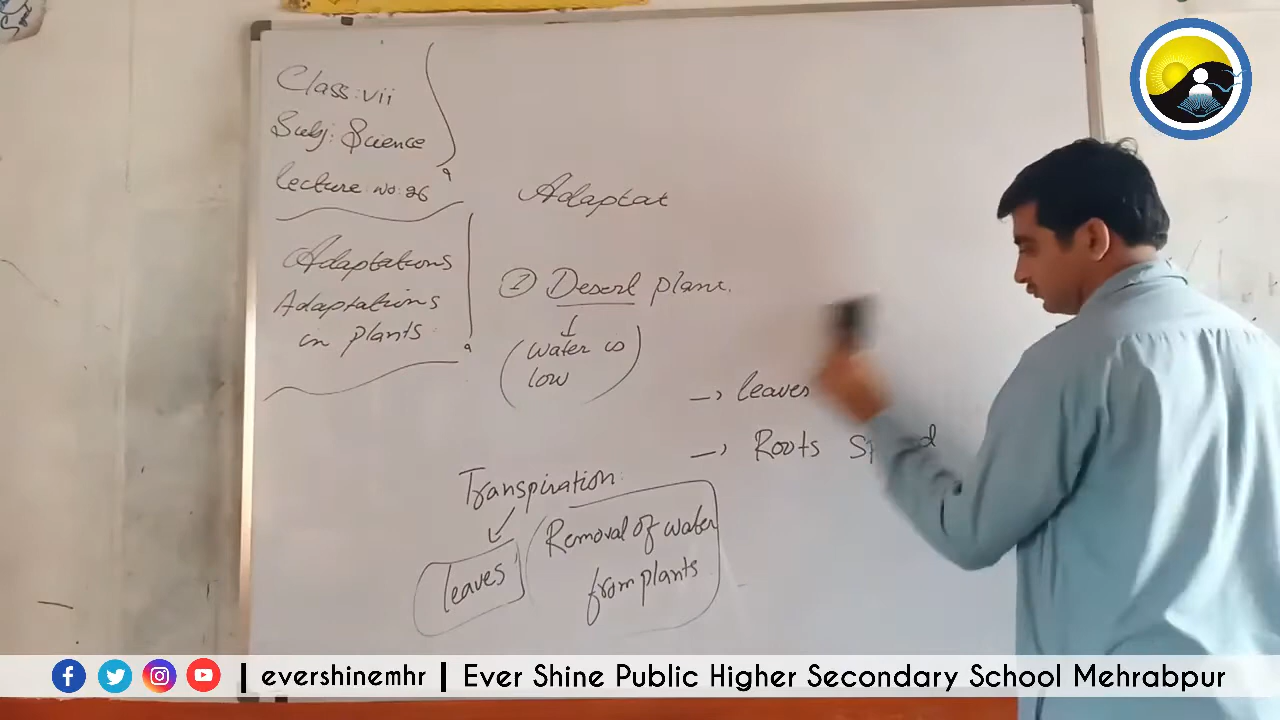 Class: vii
Subj: Science
Lecture: no: 26
Adaptations
Adaptations
in plants.
Adaptat
① Desert plant.
(Water is
low)
→ leaves
→ Roots
Transpiration.
leaves
Removal of water
from plants
| evershinemhr | Ever Shine Public Higher Secondary School Mehrabpur